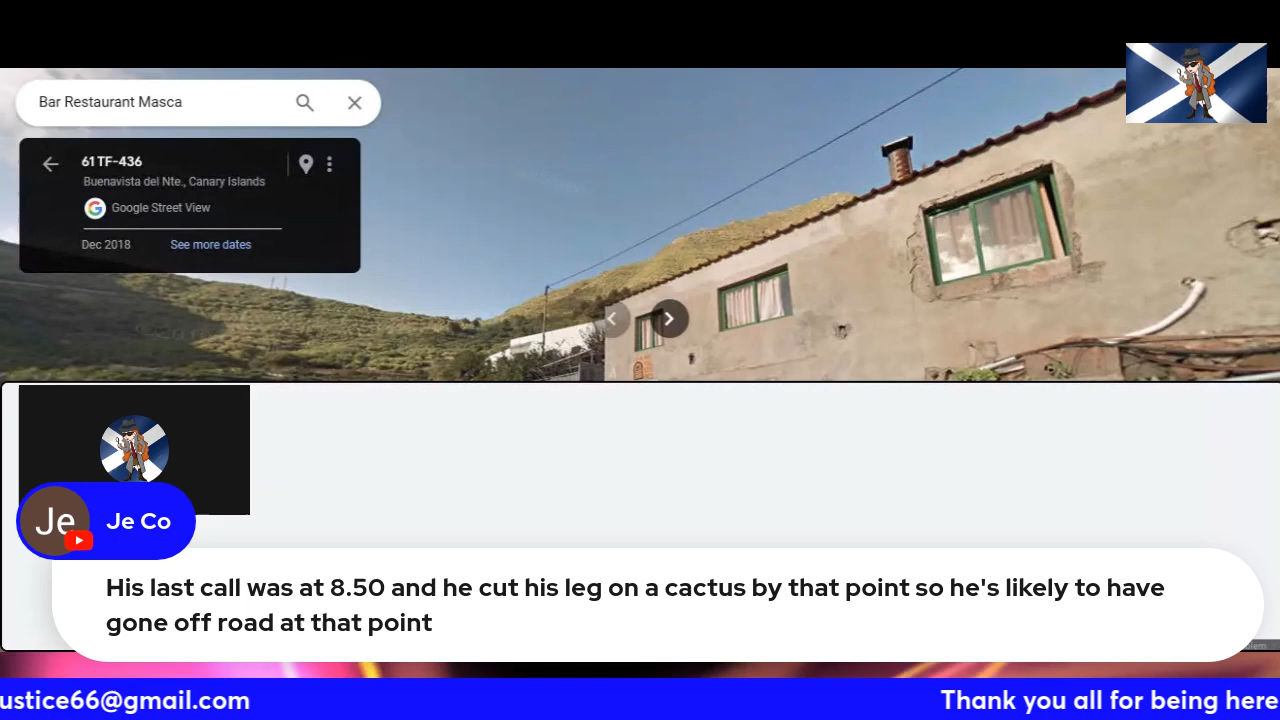 Bar Restaurant Masca
61 TF-436
Buenavista del Nte., Canary Islands
Google Street View
Dec 2018 See more dates
Je Je Co
His last call was at 8.50 and he cut his leg on a cactus by that point so he's likely to have
gone off road at that point
ustice66@gmail.com Thank you all for being here